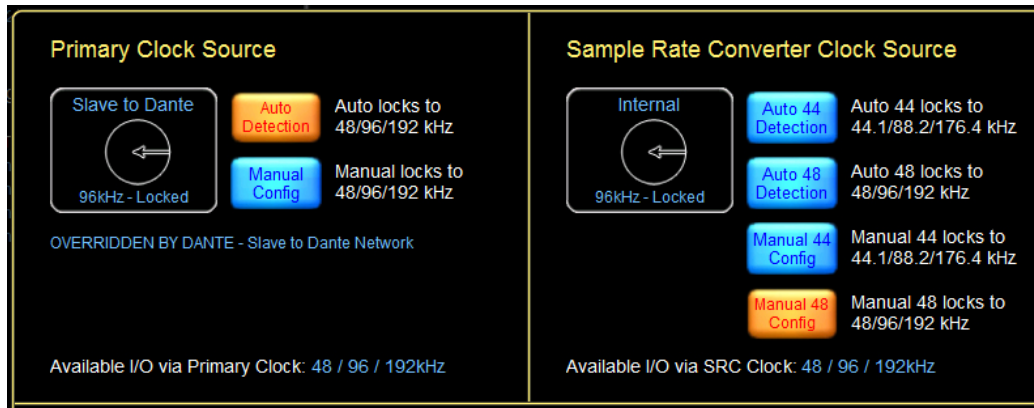 Primary Clock Source
Slave to Dante
96kHz - Locked
Auto
Detection
Auto locks to
48/96/192 kHz
Manual
Config
Manual locks to
48/96/192 kHz
OVERRIDDEN BY DANTE - Slave to Dante Network
Available I/O via Primary Clock: 48 / 96 / 192kHz
Sample Rate Converter Clock Source
Internal
96kHz - Locked
Auto 44
Detection
Auto 44 locks to
44.1/88.2/176.4 kHz
Auto 48
Detection
Auto 48 locks to
48/96/192 kHz
Manual 44
Config
Manual 44 locks to
44.1/88.2/176.4 kHz
Manual 48
Config
Manual 48 locks to
48/96/192 kHz
Available I/O via SRC Clock: 48 / 96 / 192kHz